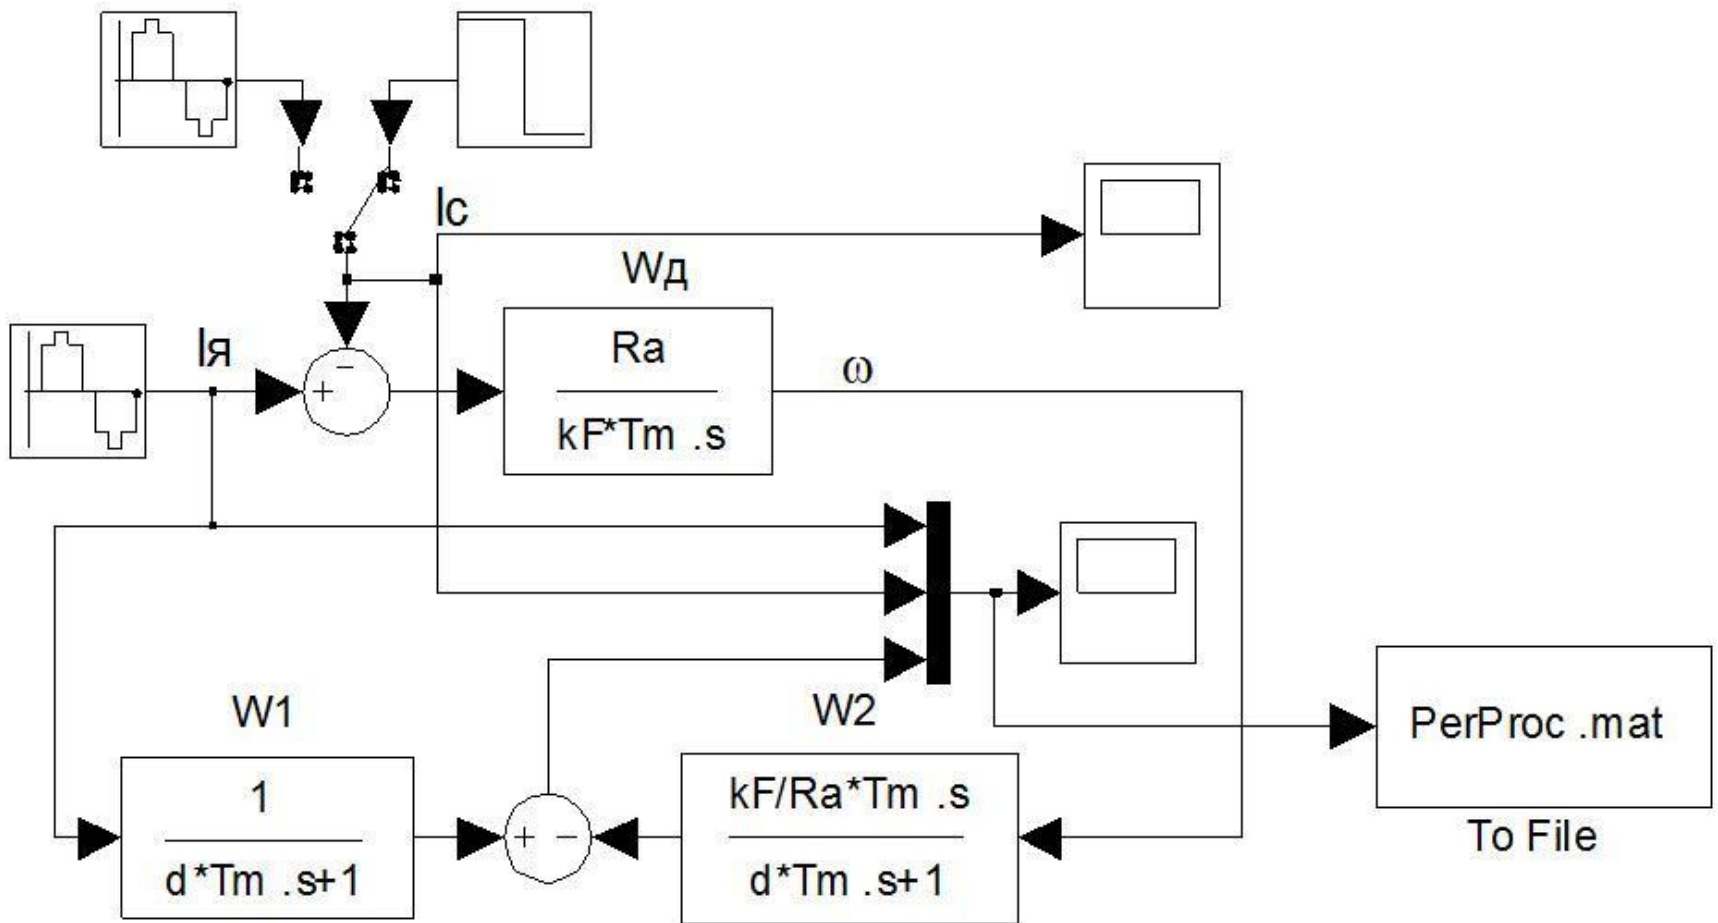 Iс
Wд
Iя
Ra
kF*Tm .s
ω
W1
W2
1
d*Tm .s+1
kF/Ra*Tm .s
d*Tm .s+1
PerProc .mat
To File